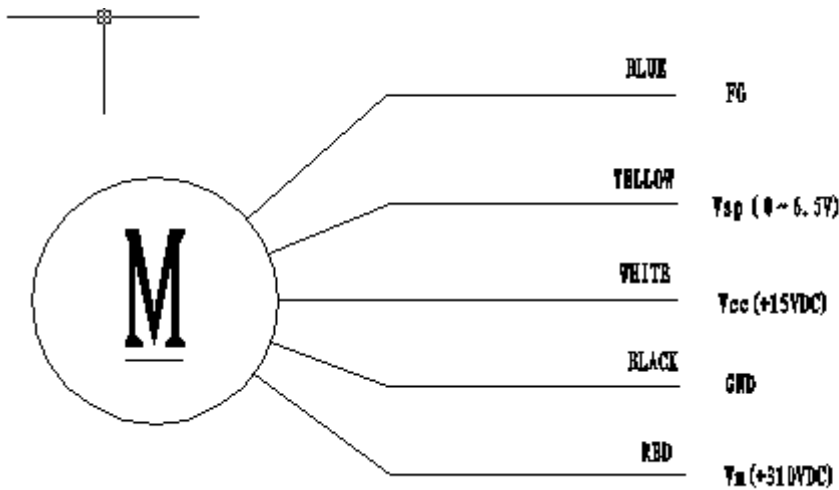 BLUE
FG
YELLOW
Vsp (0~6.5V)
WHITE
M
Vcc(+15VDC)
BLACK
GND
RED
Vm(+310VDC)